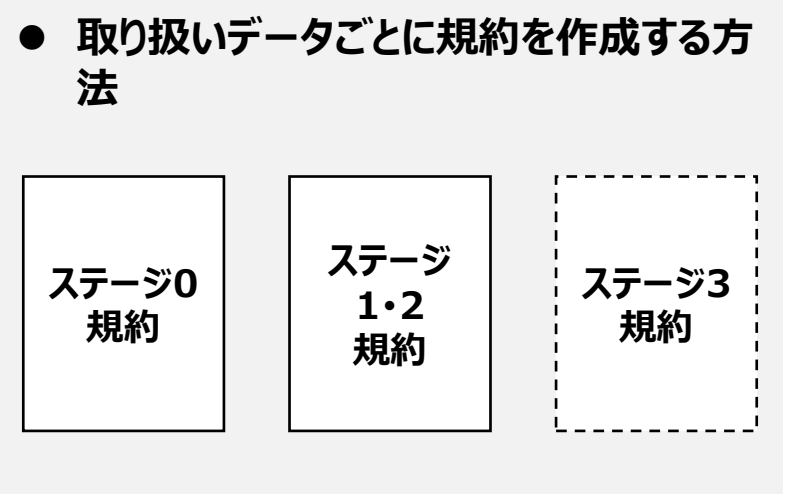 ● 取り扱いデータごとに規約を作成する方
法
ステージ0
規約
ステージ
1・2
規約
ステージ3
規約